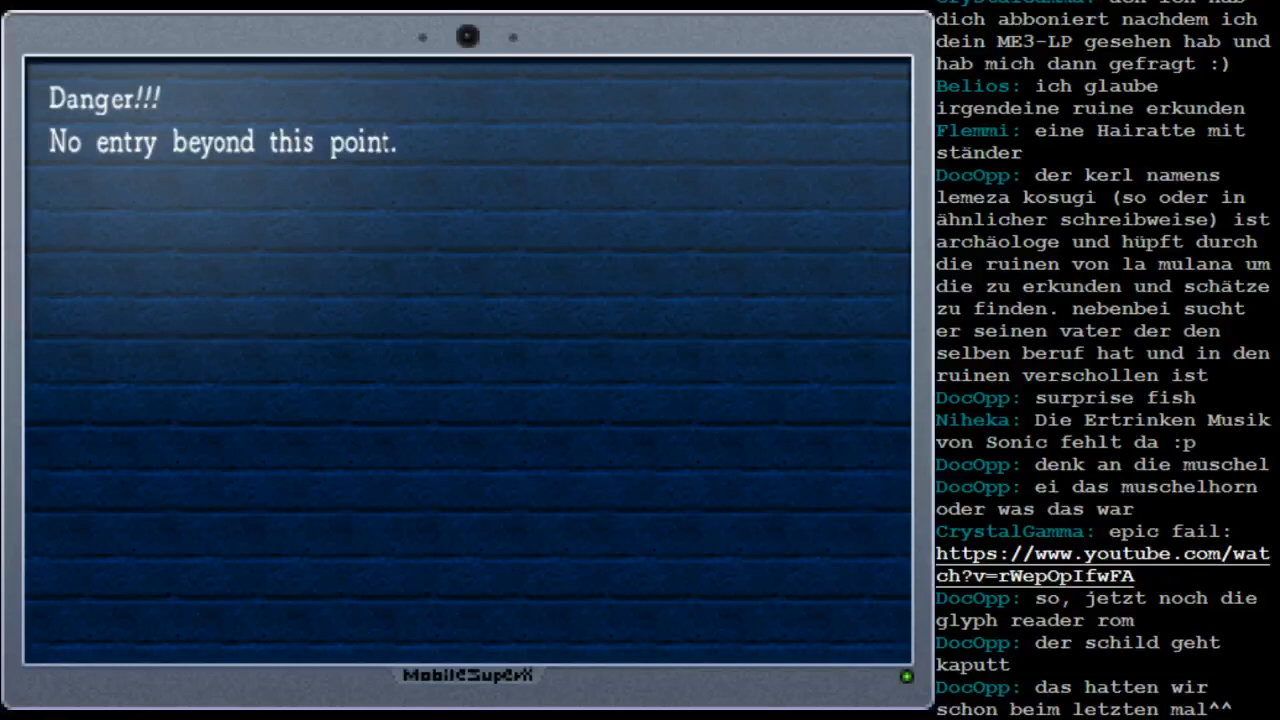 Danger!!!
No entry beyond this point.
MobileSuperX
dich abboniert nachdem ich
dein ME3-LP gesehen hab und
hab mich dann gefragt :)
Belios: ich glaube
irgendeine ruine erkunden
Flemmi: eine Hairatte mit
ständer
DocOpp: der kerl namens
lemeza kosugi (so oder in
ähnlicher schreibweise) ist
archäologe und hüpft durch
die ruinen von la mulana um
die zu erkunden und schätze
zu finden. nebenbei sucht
er seinen vater der den
selben beruf hat und in den
ruinen verschollen ist
DocOpp: surprise fish
Niheka: Die Ertrinken Musik
von Sonic fehlt da :p
DocOpp: denk an die muschel
DocOpp: ei das muschelhorn
oder was das war
CrystalGamma: epic fail:
https://www.youtube.com/wat
ch?v=rWepOpIfwFA
DocOpp: so, jetzt noch die
glyph reader rom
DocOpp: der schild geht
kaputt
DocOpp: das hatten wir
schon beim letzten mal^^